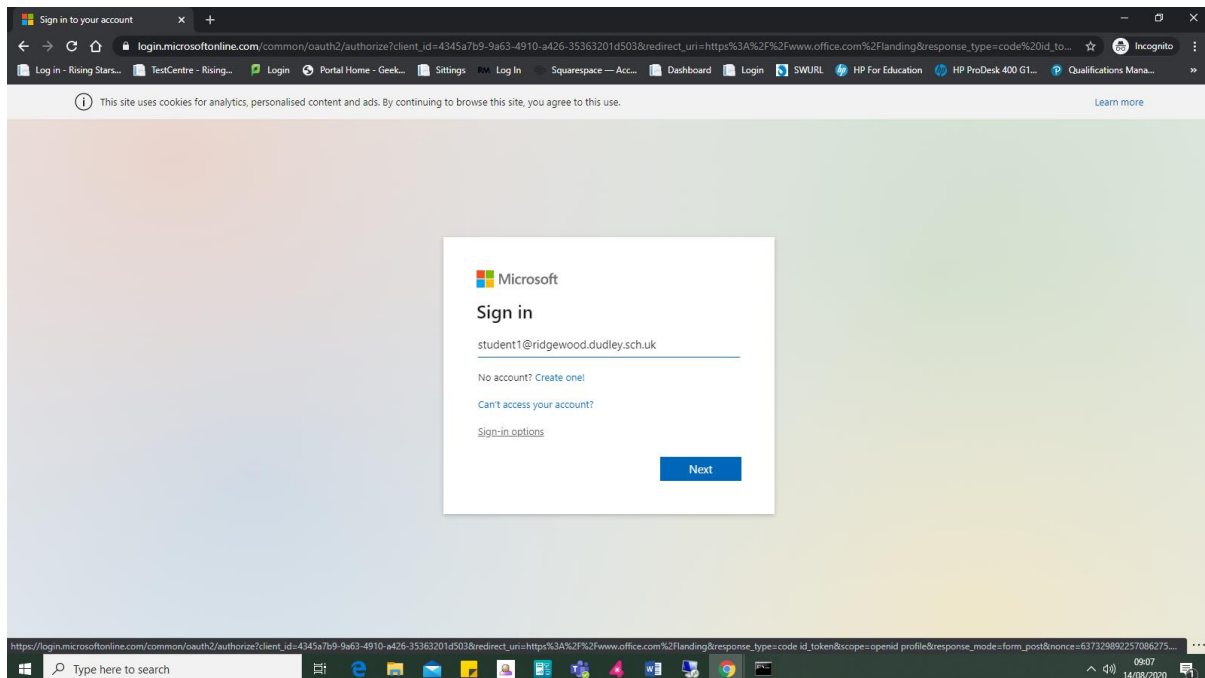 Sign in to your account
login.microsoftonline.com/common/oauth2/authorize?client_id=4345a7b9-9a63-4910-a426-35363201d503&redirect_uri=https%3A%2F%2Fwww.office.com%2Flanding&response_type=code%20id_to... Incognito
Log in - Rising Stars... TestCentre - Rising... Login Portal Home - Geek... Sittings RM Log In Squarespace — Acc... Dashboard Login SWURL HP For Education HP ProDesk 400 G1... Qualifications Mana... »
This site uses cookies for analytics, personalised content and ads. By continuing to browse this site, you agree to this use. Learn more
Microsoft
Sign in
student1@ridgewood.dudley.sch.uk
No account? Create one!
Can't access your account?
Sign-in options
Next
https://login.microsoftonline.com/common/oauth2/authorize?client_id=4345a7b9-9a63-4910-a426-35363201d503&redirect_uri=https%3A%2F%2Fwww.office.com%2Flanding&response_type=code id_token&scope=openid profile&response_mode=form_post&nonce=637329892257086275...
Type here to search 09:07
14/08/2020